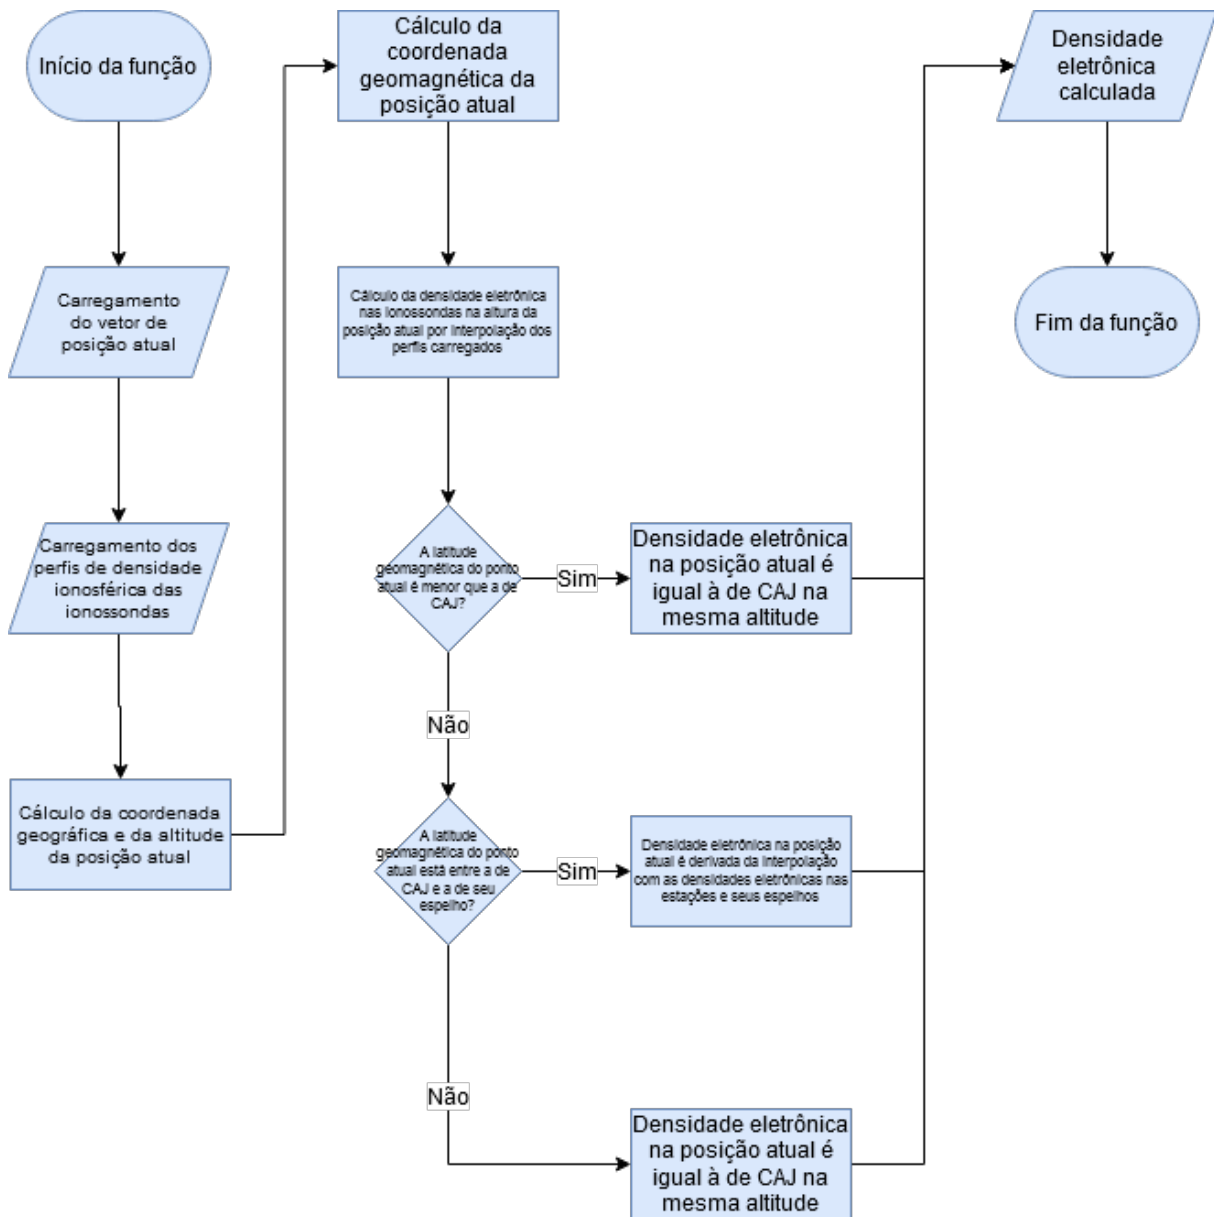 Início da função
Carregamento
do vetor de
posição atual
Carregamento dos
perfis de densidade
ionosférica das
ionossondas
Cálculo da coordenada
geográfica e da altitude
da posição atual
Cálculo da
coordenada
geomagnética da
posição atual
Cálculo da densidade eletrônica
nas ionossondas na altura da
posição atual por interpolação dos
perfis carregados
A latitude
geomagnética do ponto
atual é menor que a de
CAJ?
Sim
Densidade eletrônica
na posição atual é
igual à de CAJ na
mesma altitude
Não
A latitude
geomagnética do ponto
atual está entre a de
CAJ e a de seu
espelho?
Sim
Densidade eletrônica na posição
atual é derivada da interpolação
com as densidades eletrônicas nas
estações e seus espelhos
Não
Densidade eletrônica
na posição atual é
igual à de CAJ na
mesma altitude
Densidade
eletrônica
calculada
Fim da função